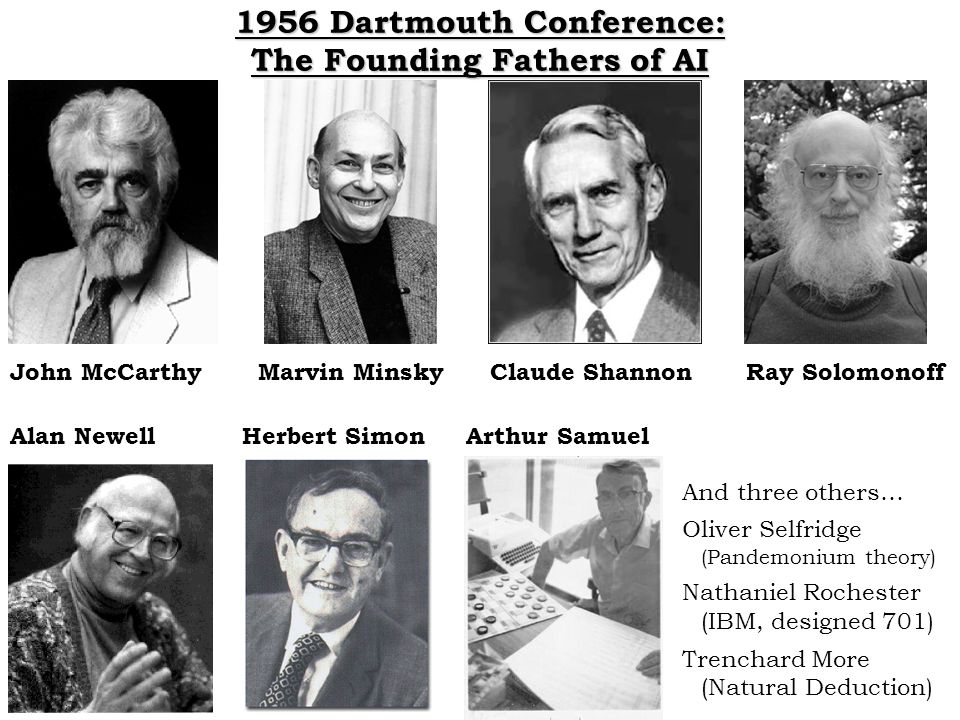 1956 Dartmouth Conference:
The Founding Fathers of AI
John McCarthy
Marvin Minsky
Claude Shannon
Ray Solomonoff
Alan Newell
Herbert Simon
Arthur Samuel
And three others…
Oliver Selfridge
(Pandemonium theory)
Nathaniel Rochester
(IBM, designed 701)
Trenchard More
(Natural Deduction)